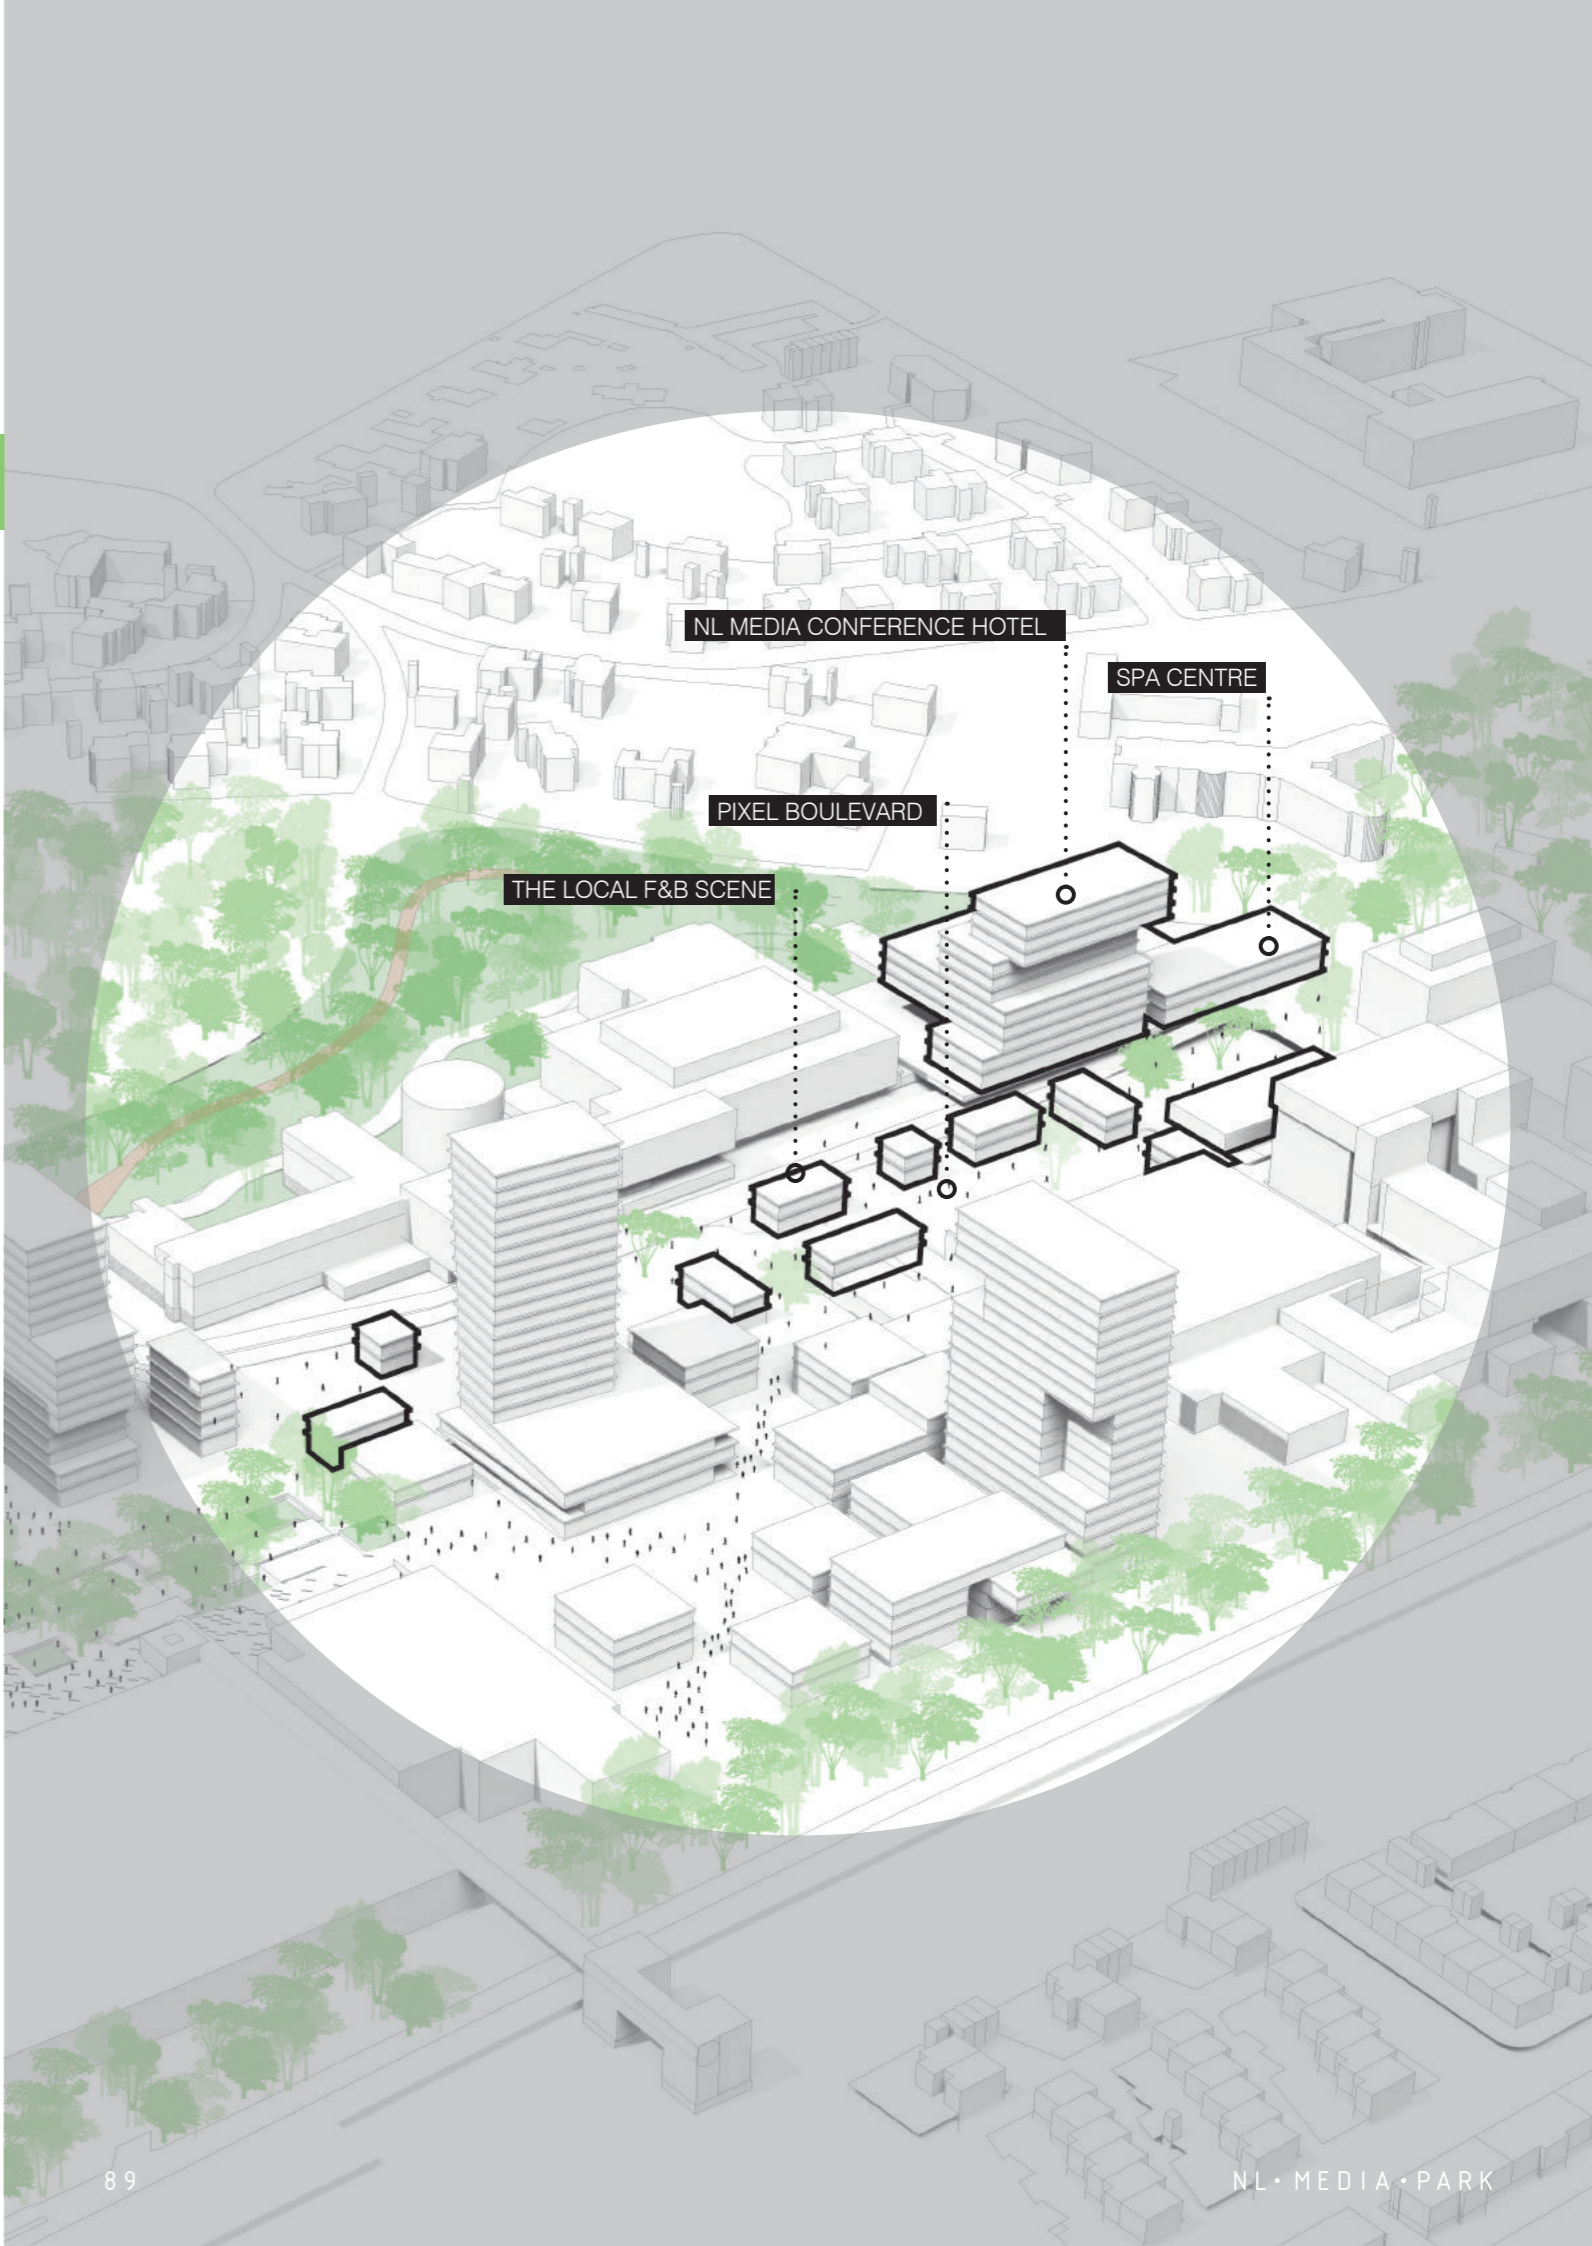 NL MEDIA CONFERENCE HOTEL
SPA CENTRE
PIXEL BOULEVARD
THE LOCAL F&B SCENE
89
NL•MEDIA•PARK